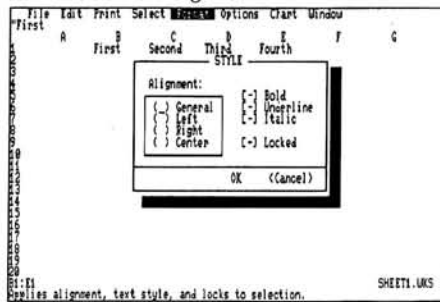 File Edit Print Select Format Options Chart Window
"First
A B C D E F G
1 First Second Third Fourth
STYLE
2
3
4 Alignment:
5 [-] Bold
6 (_) General [-] Underline
7 ( ) Left [-] Italic
8 ( ) Right
9 ( ) Center [-] Locked
10
11
12 OK <Cancel>
13
14
15
16
17
18
19
20
B1:E1 SHEET1.WKS
Applies alignment, text style, and locks to selection.